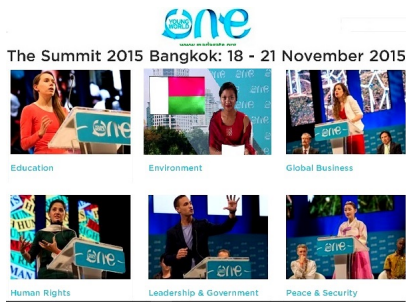 YOUNG
WORLD
one
The Summit 2015 Bangkok: 18 - 21 November 2015
Education
Environment
Global Business
Human Rights
Leadership & Government
Peace & Security